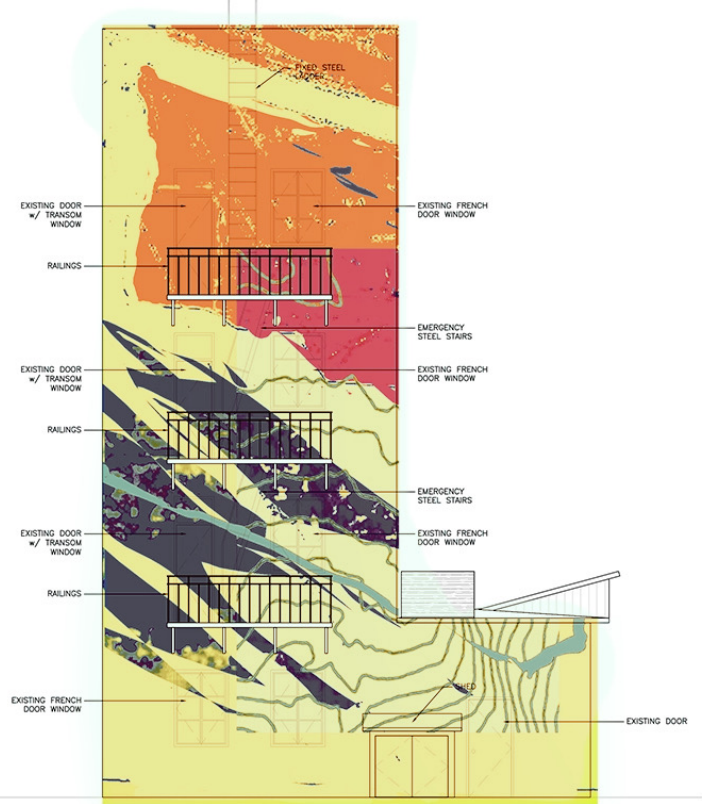 FIXED STEEL
LADDER
EXISTING DOOR
w/ TRANSOM
WINDOW
EXISTING FRENCH
DOOR WINDOW
RAILINGS
EMERGENCY
STEEL STAIRS
EXISTING DOOR
w/ TRANSOM
WINDOW
EXISTING FRENCH
DOOR WINDOW
RAILINGS
EMERGENCY
STEEL STAIRS
EXISTING DOOR
w/ TRANSOM
WINDOW
EXISTING FRENCH
DOOR WINDOW
RAILINGS
SHED
EXISTING FRENCH
DOOR WINDOW
EXISTING DOOR